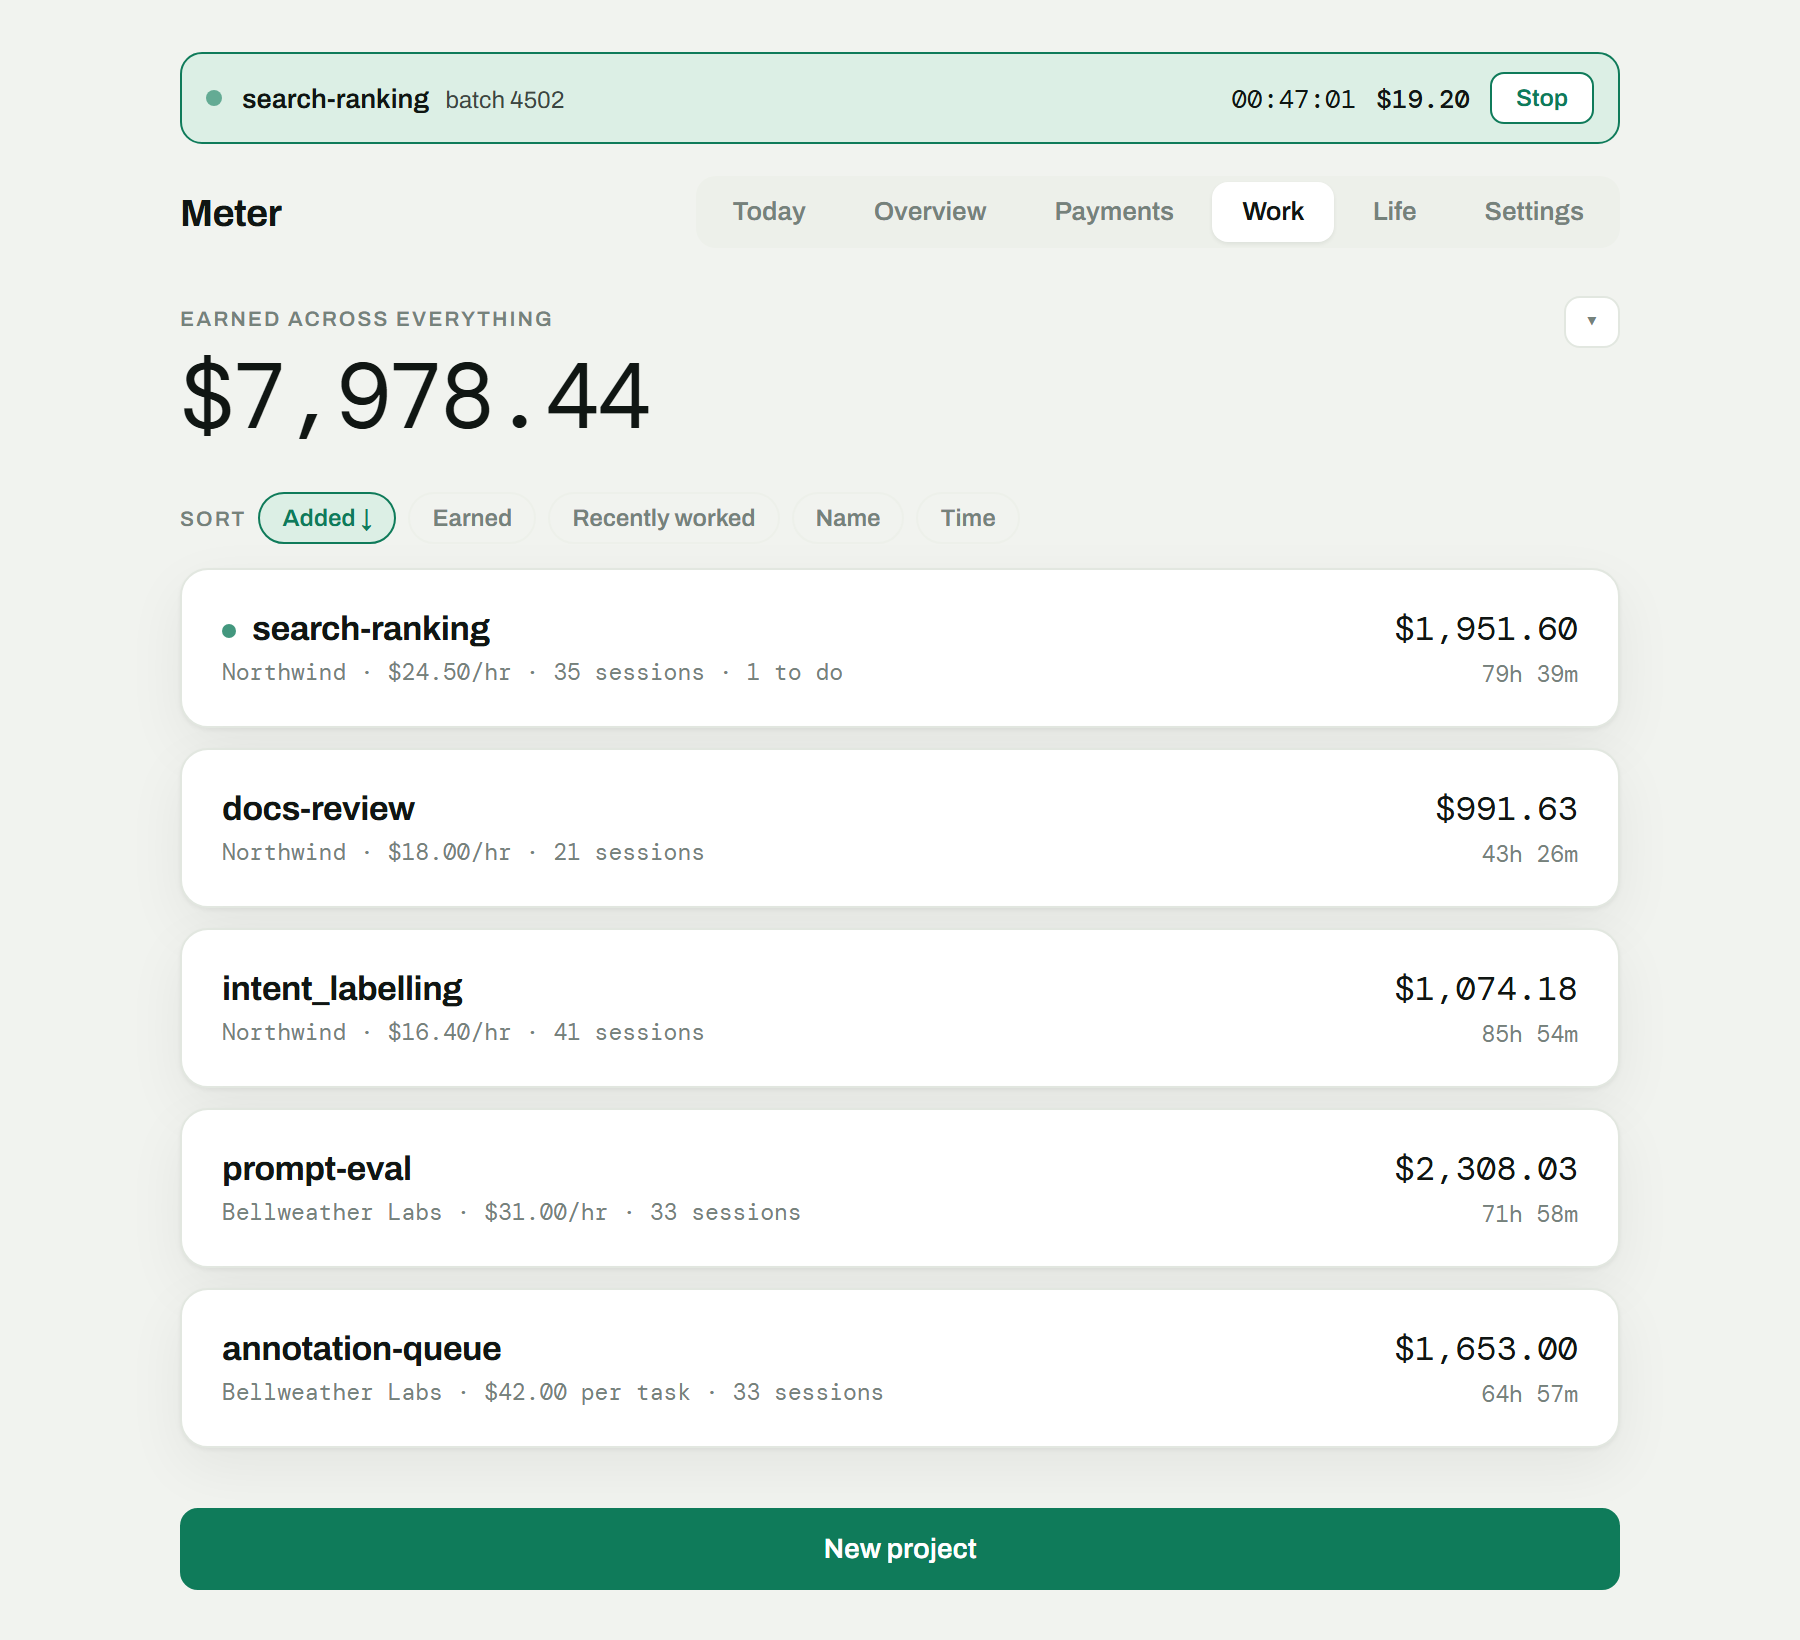 search-ranking batch 4502 00:47:01 $19.20 Stop
Meter Today Overview Payments Work Life Settings
EARNED ACROSS EVERYTHING ▼
$7,978.44
SORT Added ↓ Earned Recently worked Name Time
search-ranking $1,951.60
Northwind · $24.50/hr · 35 sessions · 1 to do 79h 39m
docs-review $991.63
Northwind · $18.00/hr · 21 sessions 43h 26m
intent_labelling $1,074.18
Northwind · $16.40/hr · 41 sessions 85h 54m
prompt-eval $2,308.03
Bellweather Labs · $31.00/hr · 33 sessions 71h 58m
annotation-queue $1,653.00
Bellweather Labs · $42.00 per task · 33 sessions 64h 57m
New project